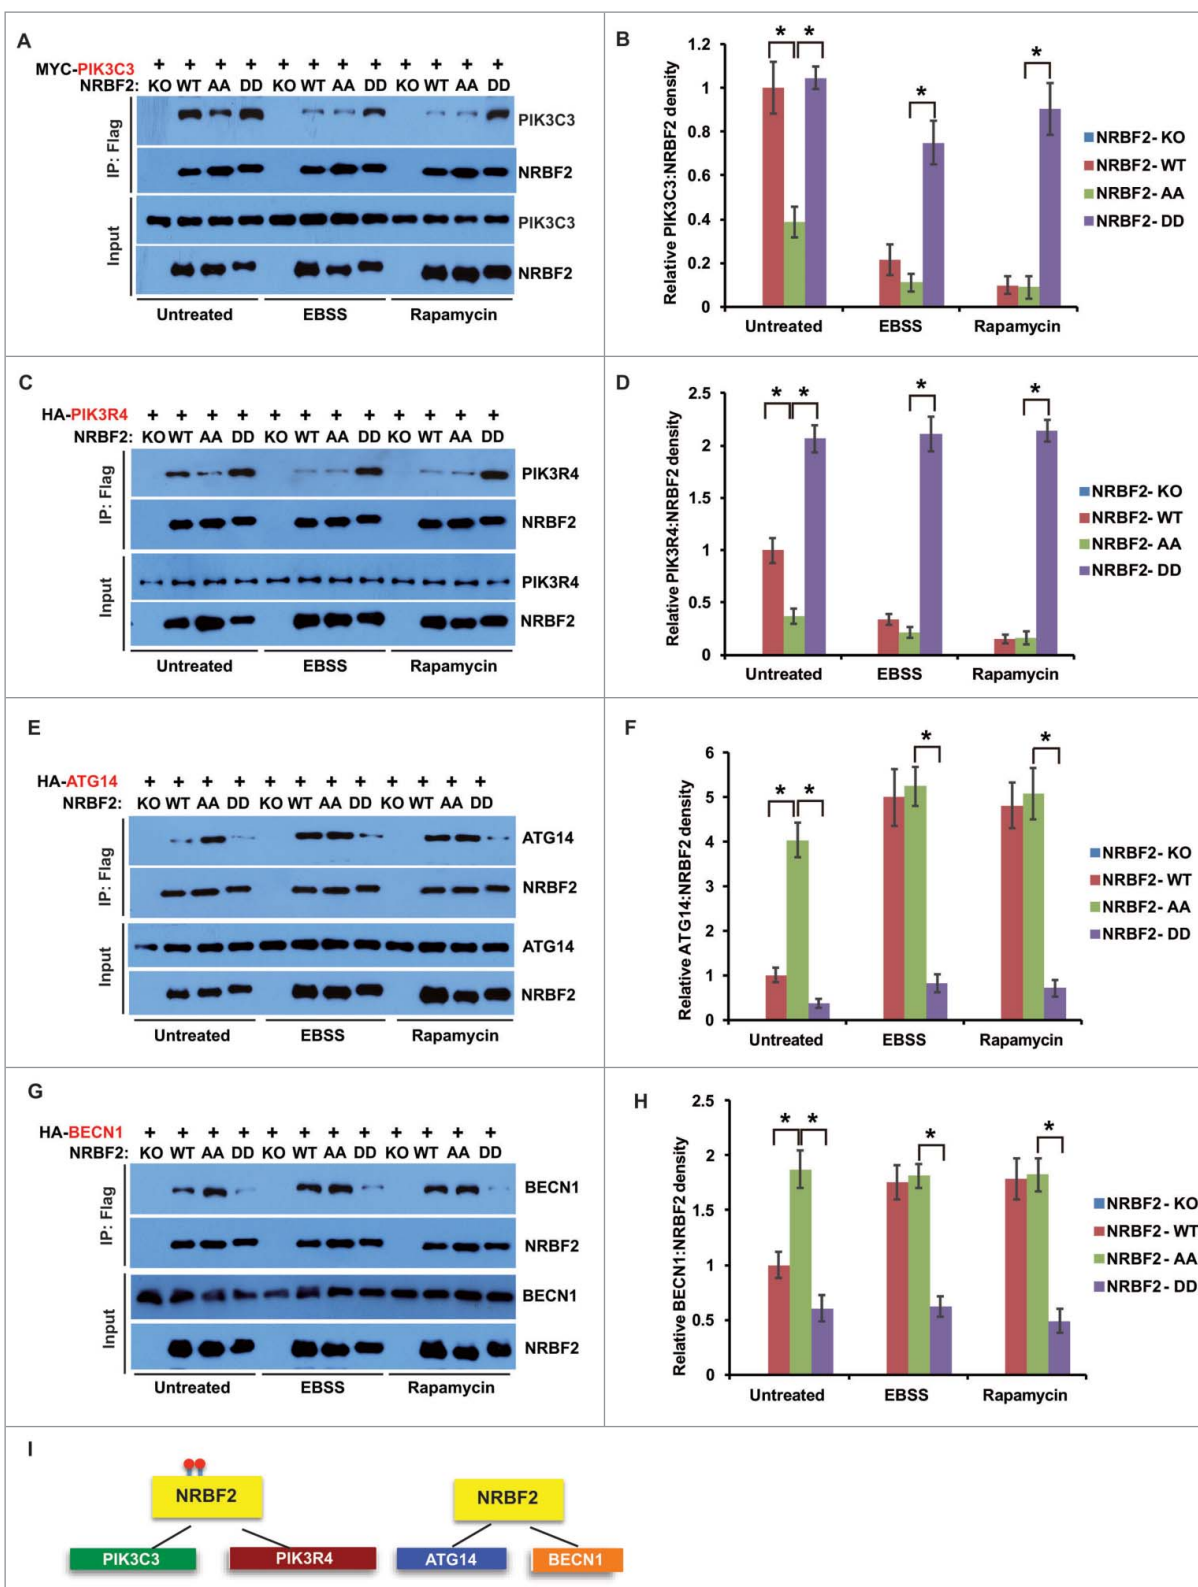 A
MYC-PIK3C3 + + + + + + + + + + + +
NRBF2: KO WT AA DD KO WT AA DD KO WT AA DD
IP: Flag
PIK3C3
NRBF2
Input
PIK3C3
NRBF2
Untreated EBSS Rapamycin
B
Relative PIK3C3:NRBF2 density
1.2
1
0.8
0.6
0.4
0.2
0
* * * *
Untreated EBSS Rapamycin
NRBF2- KO
NRBF2- WT
NRBF2- AA
NRBF2- DD
C
HA-PIK3R4 + + + + + + + + + + + +
NRBF2: KO WT AA DD KO WT AA DD KO WT AA DD
IP: Flag
PIK3R4
NRBF2
Input
PIK3R4
NRBF2
Untreated EBSS Rapamycin
D
Relative PIK3R4:NRBF2 density
2.5
2
1.5
1
0.5
0
* * * *
Untreated EBSS Rapamycin
NRBF2- KO
NRBF2- WT
NRBF2- AA
NRBF2- DD
E
HA-ATG14 + + + + + + + + + + + +
NRBF2: KO WT AA DD KO WT AA DD KO WT AA DD
IP: Flag
ATG14
NRBF2
Input
ATG14
NRBF2
Untreated EBSS Rapamycin
F
Relative ATG14:NRBF2 density
6
5
4
3
2
1
0
* * * *
Untreated EBSS Rapamycin
NRBF2- KO
NRBF2- WT
NRBF2- AA
NRBF2- DD
G
HA-BECN1 + + + + + + + + + + + +
NRBF2: KO WT AA DD KO WT AA DD KO WT AA DD
IP: Flag
BECN1
NRBF2
Input
BECN1
NRBF2
Untreated EBSS Rapamycin
H
Relative BECN1:NRBF2 density
2.5
2
1.5
1
0.5
0
* * * *
Untreated EBSS Rapamycin
NRBF2 - KO
NRBF2 - WT
NRBF2 - AA
NRBF2 - DD
I
NRBF2 NRBF2
PIK3C3 PIK3R4 ATG14 BECN1